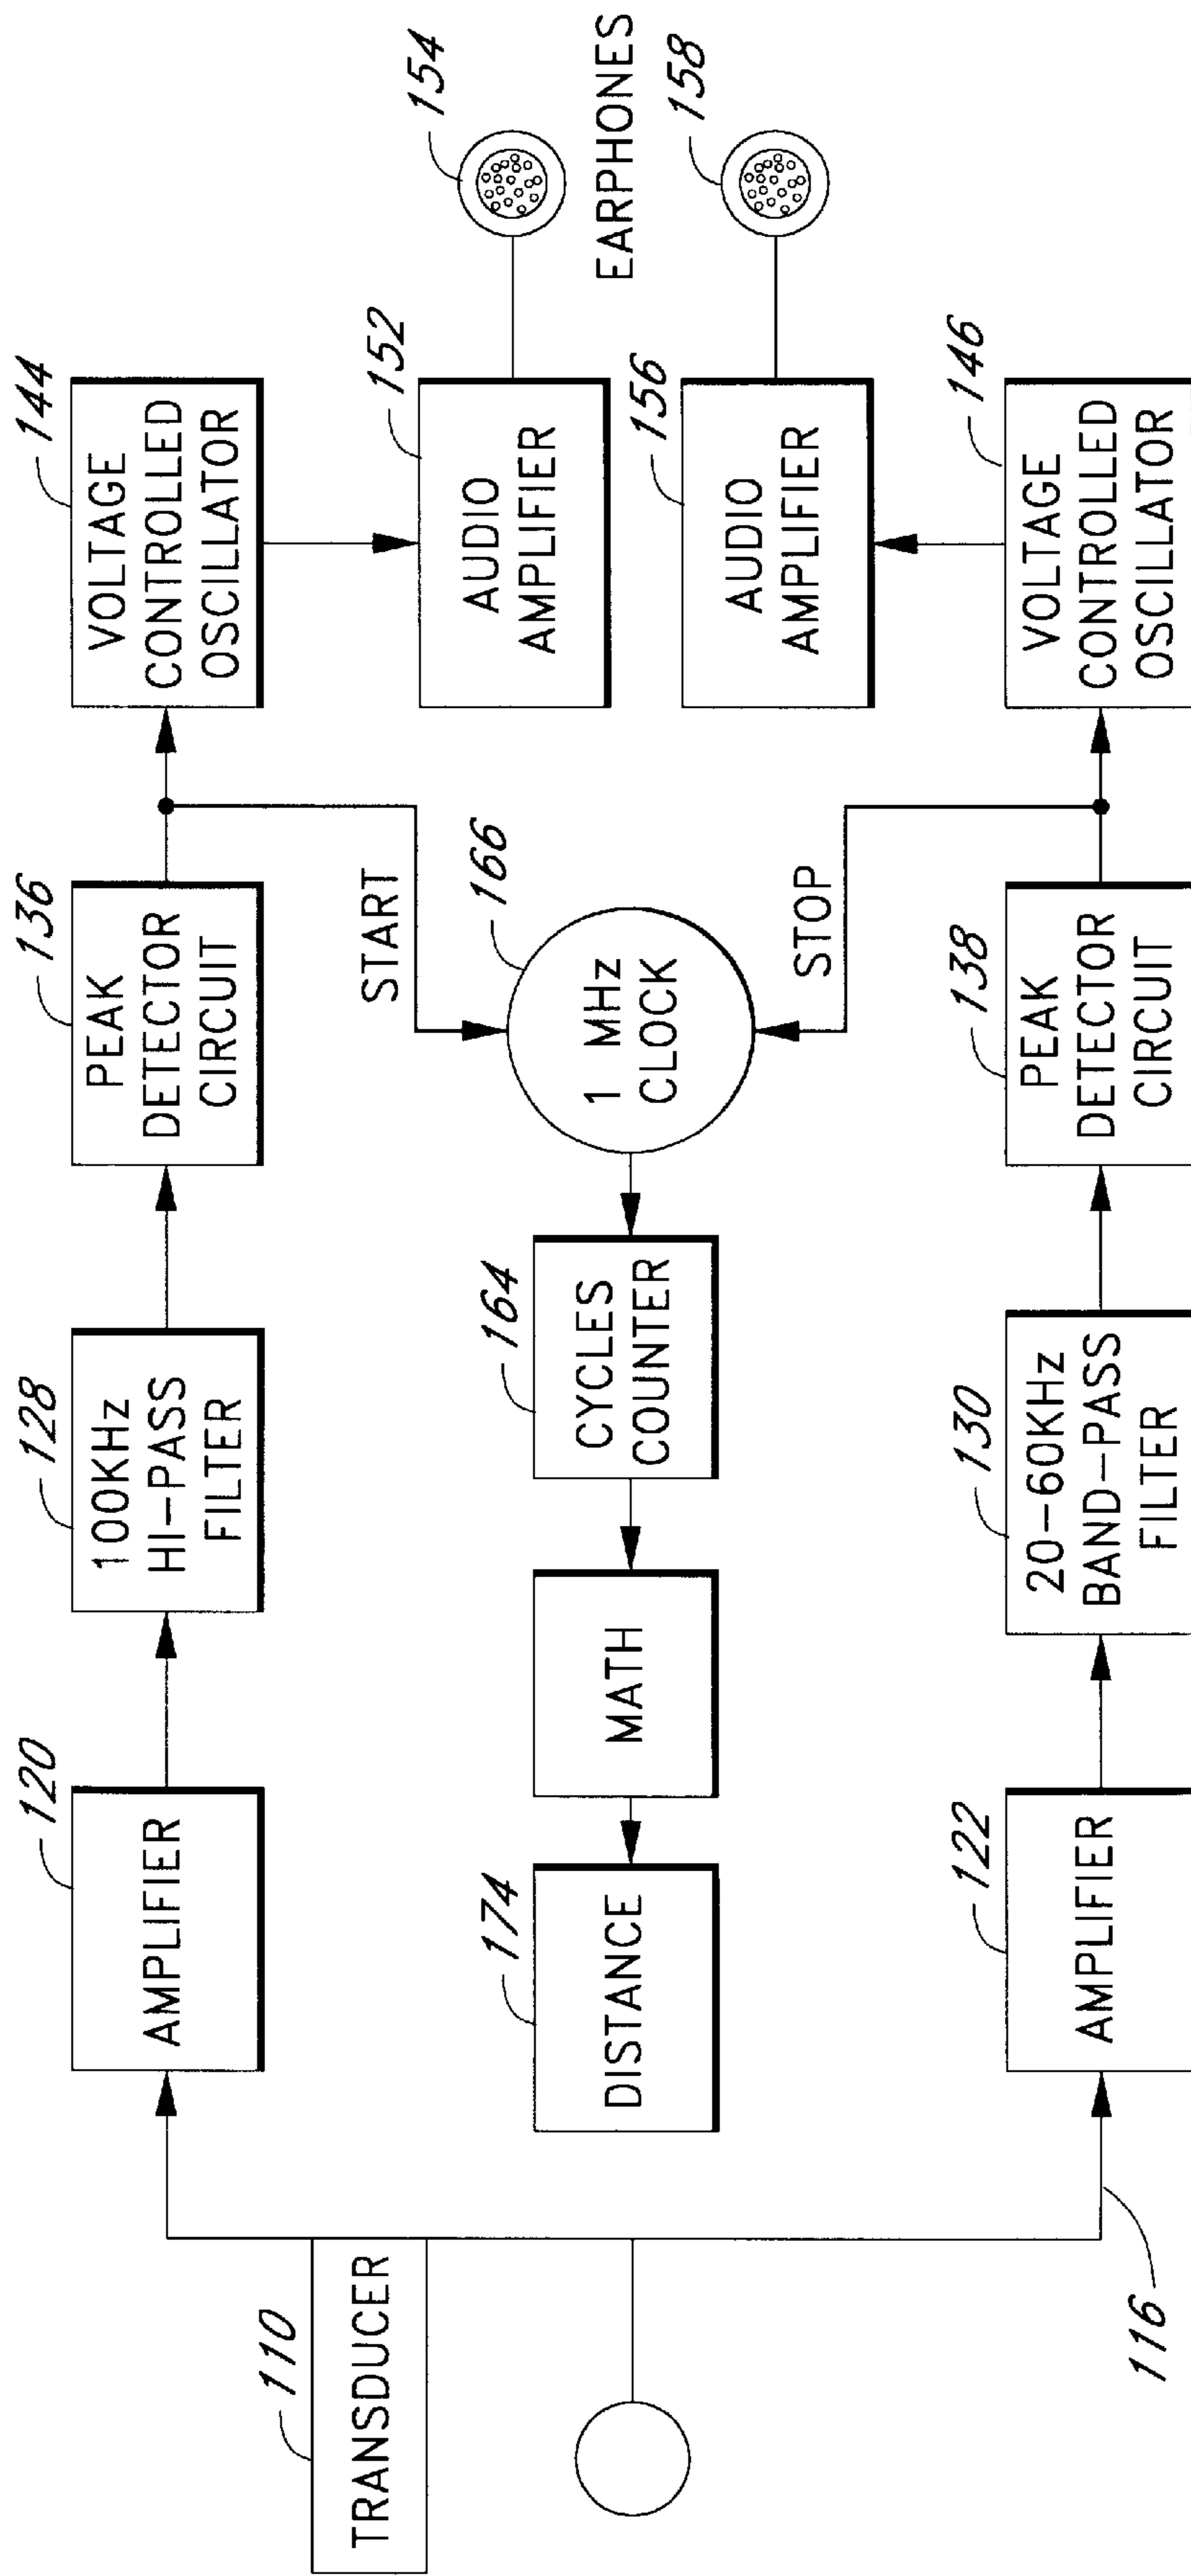 110
TRANSDUCER
116
120
AMPLIFIER
128
100KHz
HI-PASS
FILTER
136
PEAK
DETECTOR
CIRCUIT
144
VOLTAGE
CONTROLLED
OSCILLATOR
START
152
AUDIO
AMPLIFIER
154
EARPHONES
174
DISTANCE
MATH
164
CYCLES
COUNTER
166
1 MHz
CLOCK
STOP
156
AUDIO
AMPLIFIER
158
122
AMPLIFIER
130
20-60KHz
BAND-PASS
FILTER
138
PEAK
DETECTOR
CIRCUIT
146
VOLTAGE
CONTROLLED
OSCILLATOR